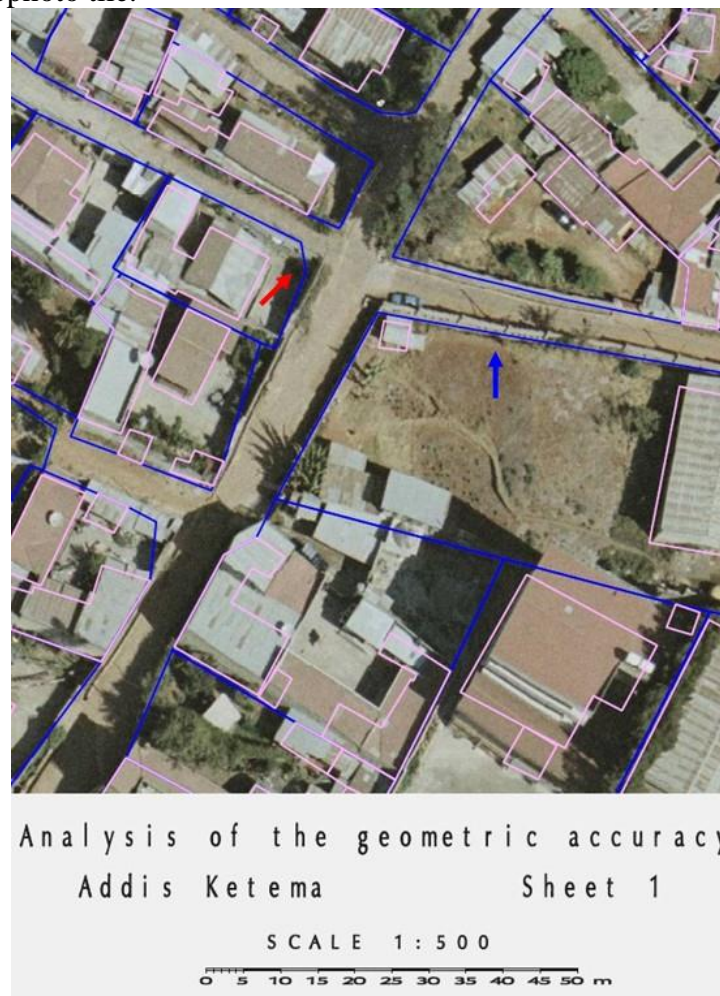 Analysis of the geometric accuracy
Addis Ketema Sheet 1
SCALE 1:500
0 5 10 15 20 25 30 35 40 45 50 m